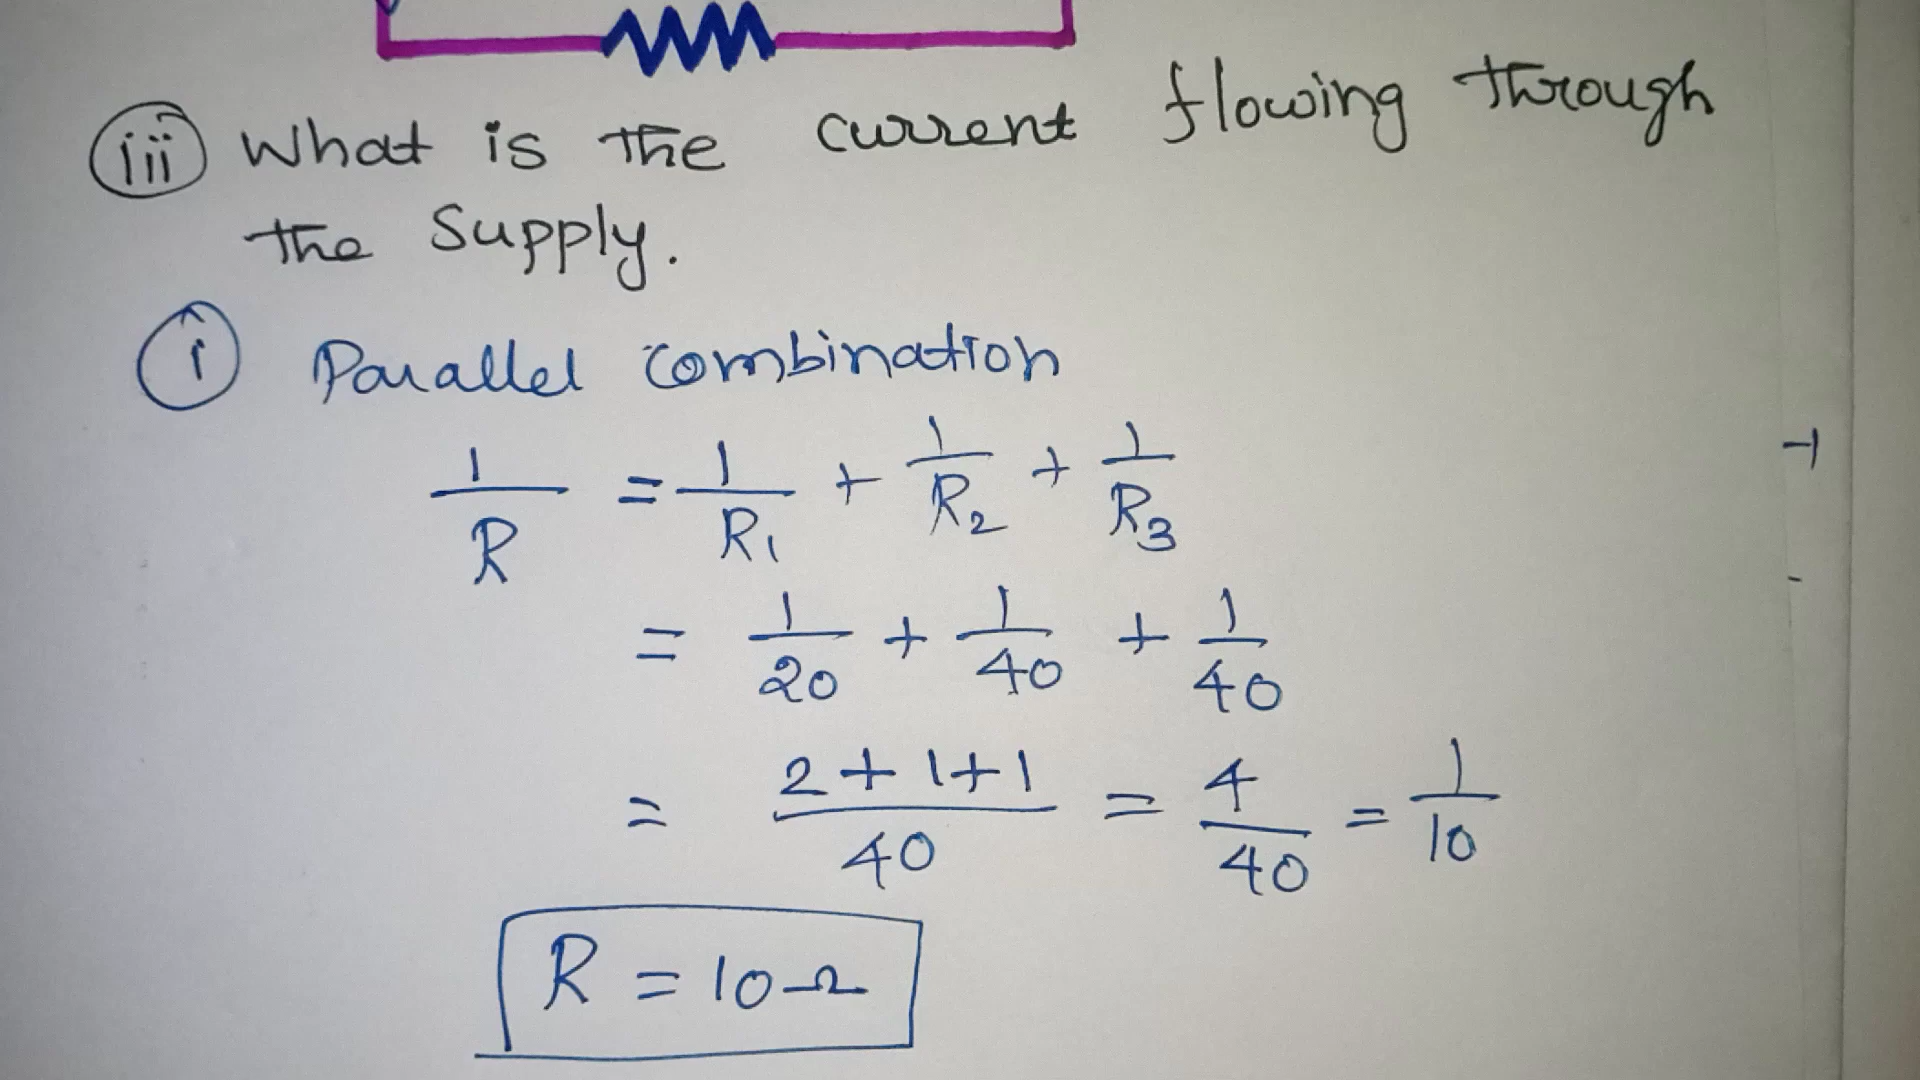 (iii) What is the current flowing through
the supply.
(i) Parallel combination
1/R = 1/R1 + 1/R2 + 1/R3
= 1/20 + 1/40 + 1/40
= 2+1+1/40 = 4/40 = 1/10
R = 10Ω